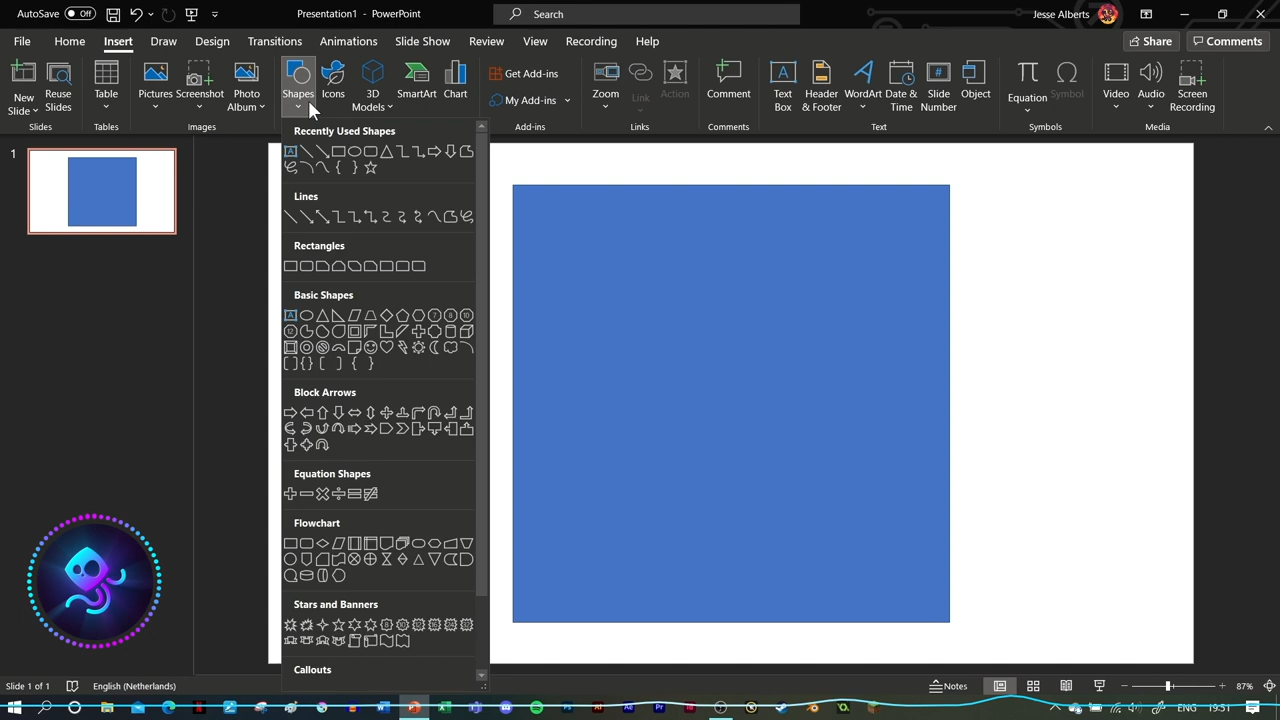 AutoSave Off Presentation1 - PowerPoint Search Jesse Alberts
File Home Insert Draw Design Transitions Animations Slide Show Review View Recording Help Share Comments
New Slide
Reuse Slides
Table
Pictures
Screenshot
Photo Album
Shapes
Icons
3D Models
SmartArt
Chart
Get Add-ins
My Add-ins
Zoom
Link
Action
Comment
Text Box
Header & Footer
WordArt
Date & Time
Slide Number
Object
Equation
Symbol
Video
Audio
Screen Recording
Slides Tables Images Add-ins Links Comments Text Symbols Media
1
Recently Used Shapes
Lines
Rectangles
Basic Shapes
Block Arrows
Equation Shapes
Flowchart
Stars and Banners
Callouts
Slide 1 of 1 English (Netherlands) Notes 87%
ENG 19:51